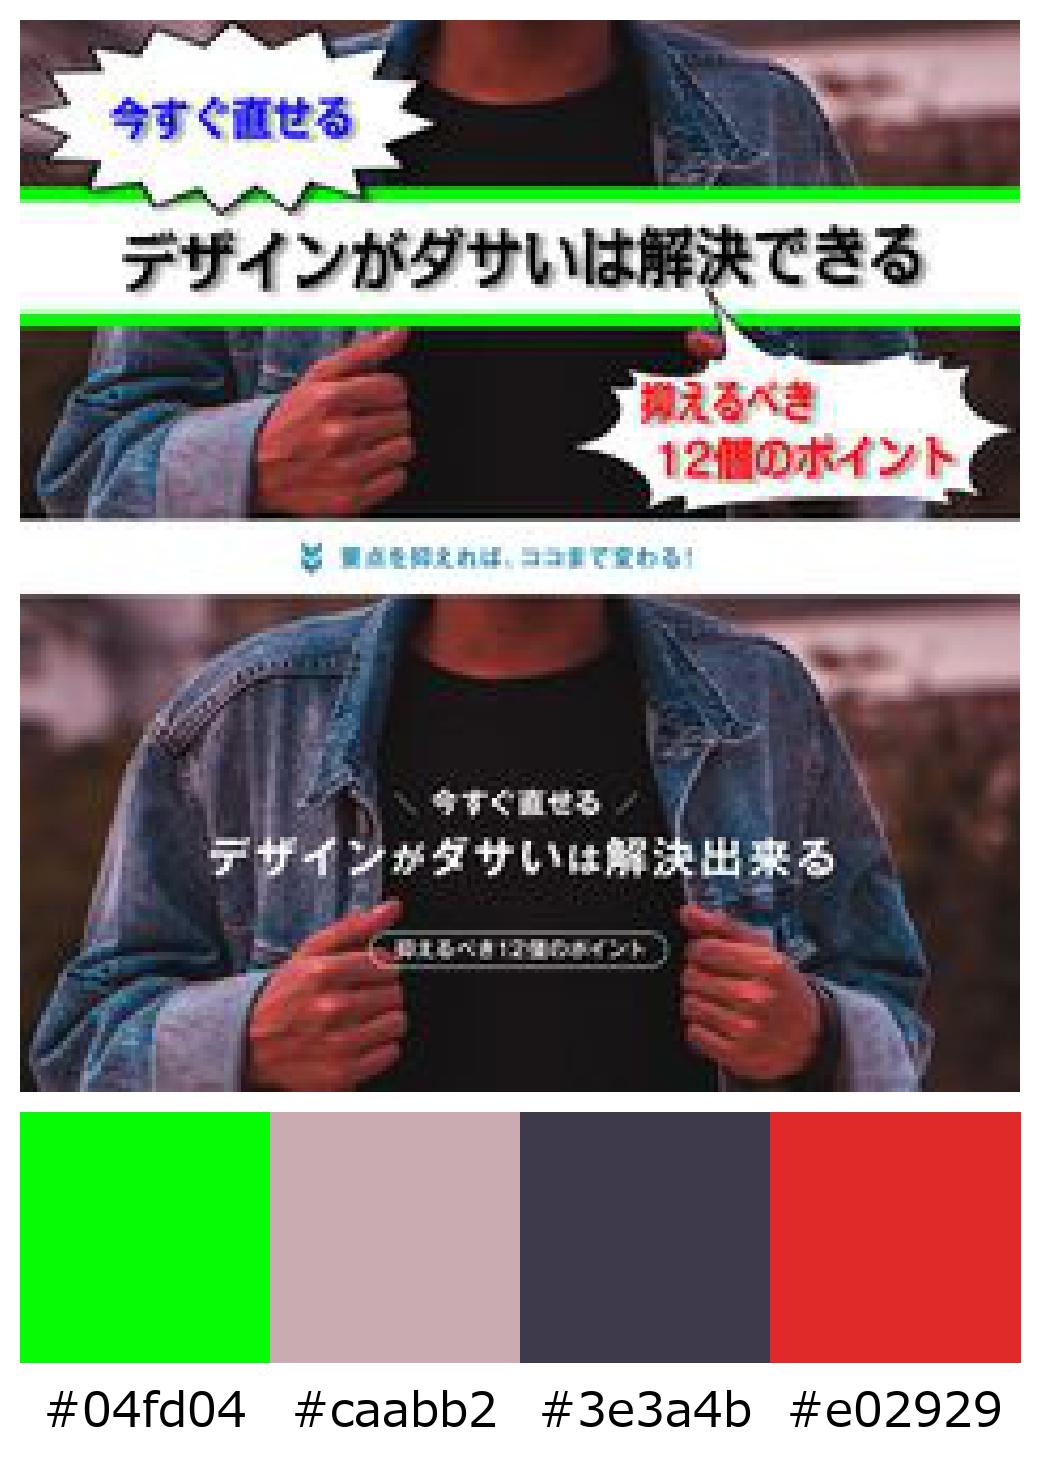 今すぐ直せる
デザインがダサいは解決できる
抑えるべき
12個のポイント
要点を抑えれば、ココまで変わる!
今すぐ直せる
デザインがダサいは解決出来る
抑えるべき12個のポイント
#04fd04 #caabb2 #3e3a4b #e02929